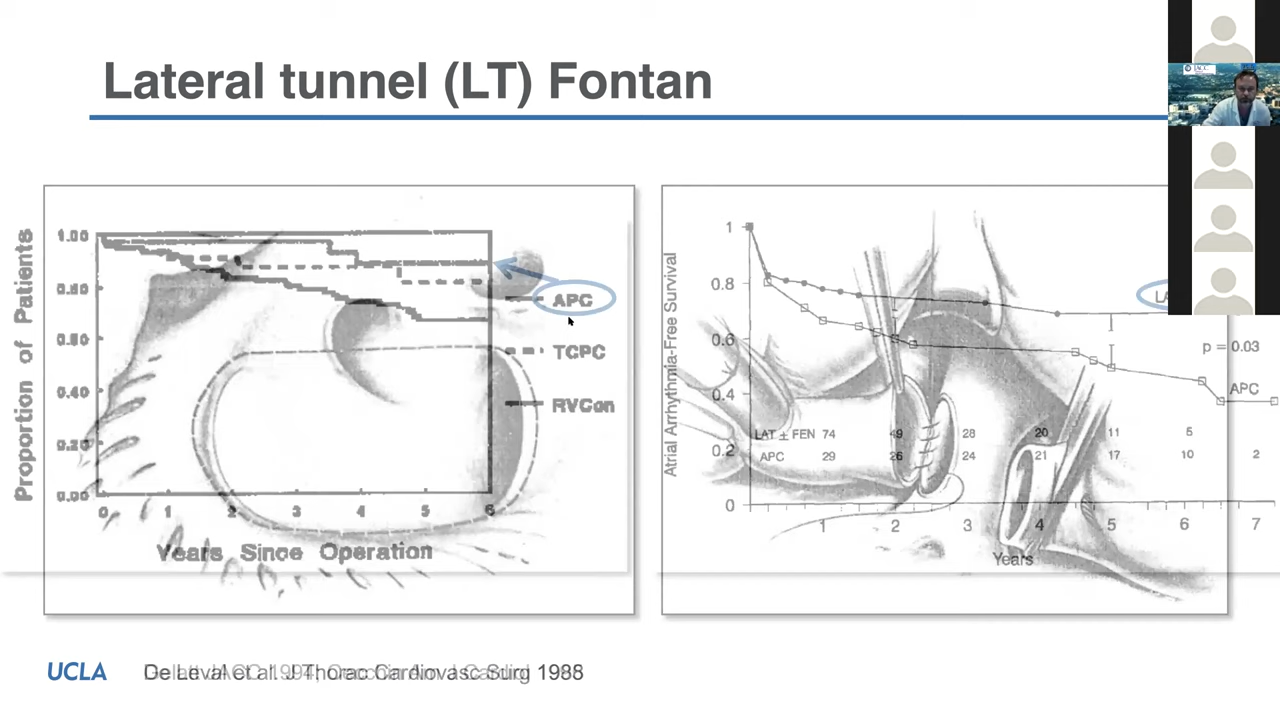 Lateral tunnel (LT) Fontan
Proportion of Patients
1.00
0.80
0.60
0.40
0.20
0.00
0 1 2 3 4 5 6
Years Since Operation
APC
TCPC
RVCon
Atrial Arrhythmia-Free Survival
1
0.8
0.6
0.4
0.2
0
p = 0.03
APC
LAT ± FEN 74 49 28 20 11 5
APC 29 26 24 21 17 10 2
1 2 3 4 5 6 7
Years
ACC
UCLA
De Leval et al. J Thorac Cardiovasc Surg 1988